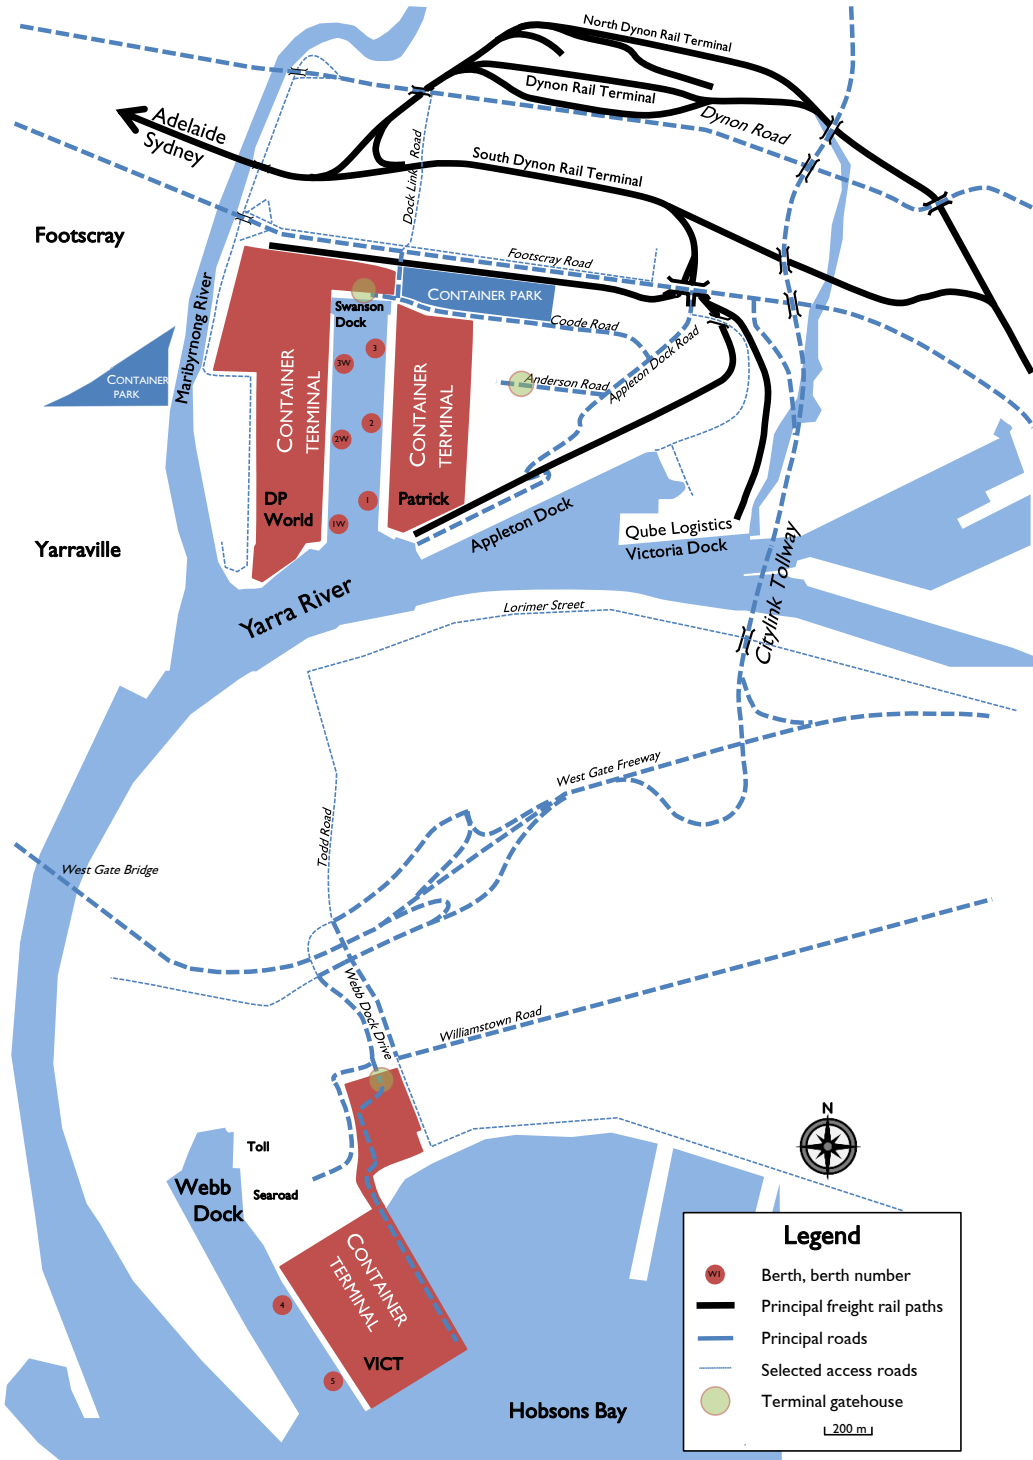 North Dynon Rail Terminal
Dynon Rail Terminal
Dynon Road
Adelaide
Sydney
South Dynon Rail Terminal
Dock Link Road
Footscray
Footscray Road
Maribyrnong River
CONTAINER PARK
Swanson
Dock
Coode Road
Appleton Dock Road
Anderson Road
CONTAINER
PARK
CONTAINER
TERMINAL
CONTAINER
TERMINAL
3
3W
2
2W
1
1W
DP
World
Patrick
Appleton Dock
Qube Logistics
Victoria Dock
Yarraville
Citylink Tollway
Yarra River
Lorimer Street
West Gate Freeway
Todd Road
West Gate Bridge
Webb Dock Drive
Williamstown Road
N
Toll
Webb
Dock
Searoad
CONTAINER
TERMINAL
4
VICT
5
Hobsons Bay
Legend
W1
Berth, berth number
Principal freight rail paths
Principal roads
Selected access roads
Terminal gatehouse
200 m